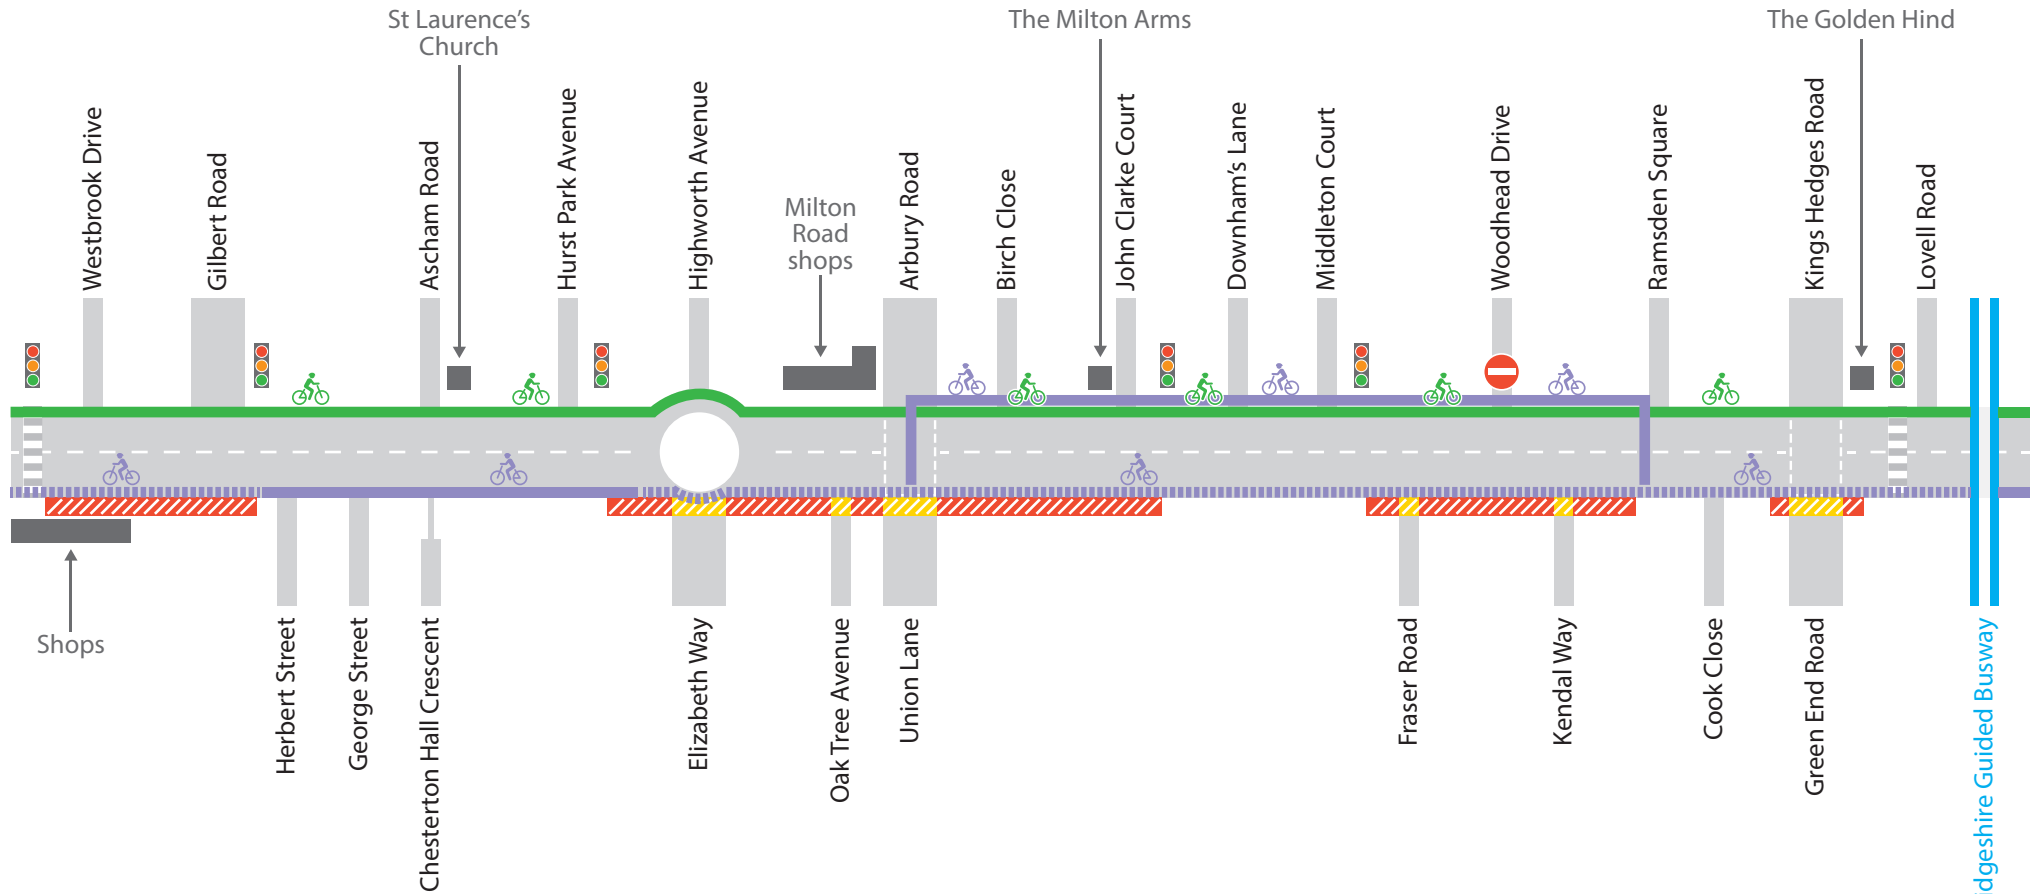 St Laurence's
Church
The Milton Arms
The Golden Hind
Westbrook Drive
Gilbert Road
Ascham Road
Hurst Park Avenue
Highworth Avenue
Milton
Road
shops
Arbury Road
Birch Close
John Clarke Court
Downham's Lane
Middleton Court
Woodhead Drive
Ramsden Square
Kings Hedges Road
Lovell Road
Shops
Herbert Street
George Street
Chesterton Hall Crescent
Elizabeth Way
Oak Tree Avenue
Union Lane
Fraser Road
Kendal Way
Cook Close
Green End Road
dgeshire Guided Busway